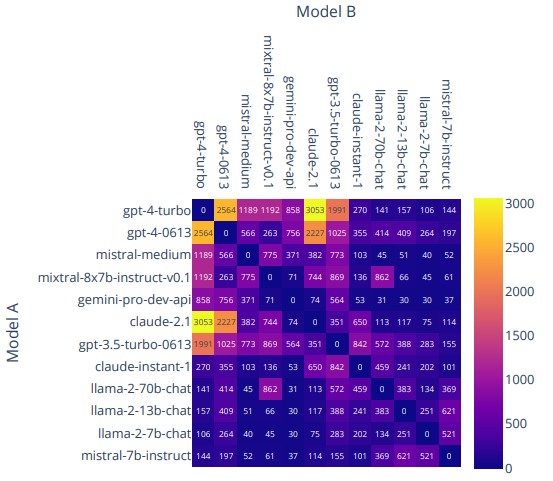 Model B
gpt-4-turbo
gpt-4-0613
mistral-medium
mixtral-8x7b-instruct-v0.1
gemini-pro-dev-api
claude-2.1
gpt-3.5-turbo-0613
claude-instant-1
llama-2-70b-chat
llama-2-13b-chat
llama-2-7b-chat
mistral-7b-instruct
Model A
gpt-4-turbo 0 2564 1189 1192 858 3053 1991 270 141 157 106 144
gpt-4-0613 2564 0 566 263 756 2227 1025 355 414 409 264 197
mistral-medium 1189 566 0 775 371 382 773 103 45 51 40 52
mixtral-8x7b-instruct-v0.1 1192 263 775 0 71 744 869 136 862 66 45 61
gemini-pro-dev-api 858 756 371 71 0 74 564 53 31 30 30 37
claude-2.1 3053 2227 382 744 74 0 351 650 113 117 75 114
gpt-3.5-turbo-0613 1991 1025 773 869 564 351 0 842 572 388 283 155
claude-instant-1 270 355 103 136 53 650 842 0 459 241 202 101
llama-2-70b-chat 141 414 45 862 31 113 572 459 0 383 134 369
llama-2-13b-chat 157 409 51 66 30 117 388 241 383 0 251 621
llama-2-7b-chat 106 264 40 45 30 75 283 202 134 251 0 521
mistral-7b-instruct 144 197 52 61 37 114 155 101 369 621 521 0
3000
2500
2000
1500
1000
500
0